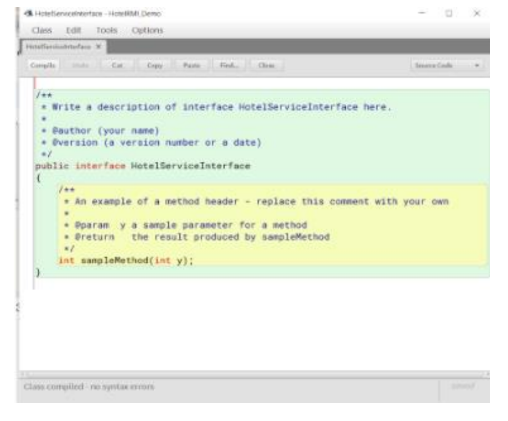 HotelServiceInterface - HotelRMI_Demo
Class Edit Tools Options
HotelServiceInterface X
Compile Undo Cut Copy Paste Find... Close Source Code
/**
* Write a description of interface HotelServiceInterface here.
*
* @author (your name)
* @version (a version number or a date)
*/
public interface HotelServiceInterface
{
/**
* An example of a method header - replace this comment with your own
*
* @param y a sample parameter for a method
* @return the result produced by sampleMethod
*/
int sampleMethod(int y);
}
Class compiled - no syntax errors
saved